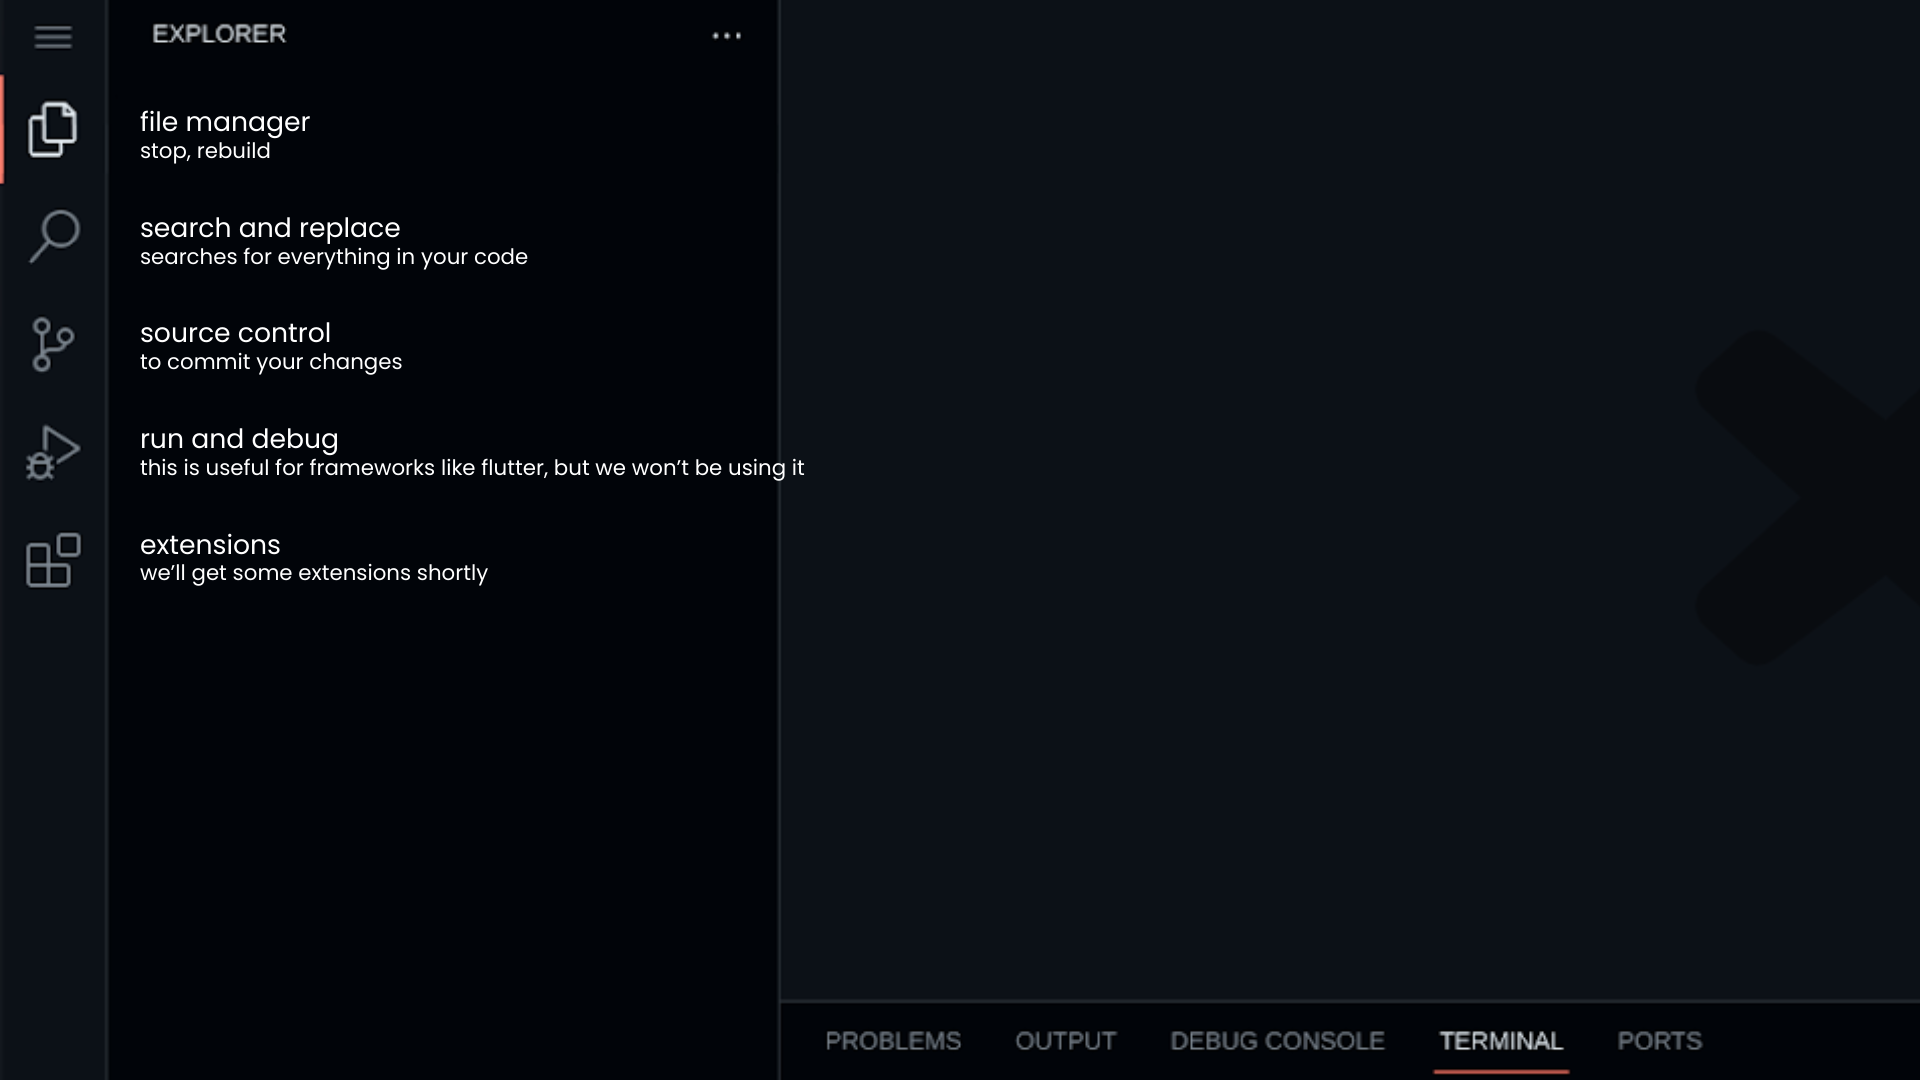 EXPLORER
file manager
stop, rebuild
search and replace
searches for everything in your code
source control
to commit your changes
run and debug
this is useful for frameworks like flutter, but we won’t be using it
extensions
we’ll get some extensions shortly
PROBLEMS OUTPUT DEBUG CONSOLE TERMINAL PORTS